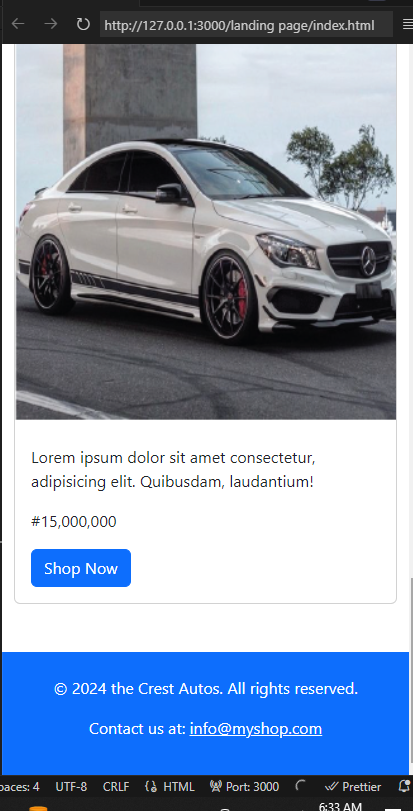 http://127.0.0.1:3000/landing page/index.html
Lorem ipsum dolor sit amet consectetur,
adipisicing elit. Quibusdam, laudantium!
#15,000,000
Shop Now
© 2024 the Crest Autos. All rights reserved.
Contact us at: info@myshop.com
paces: 4 UTF-8 CRLF HTML Port: 3000 Prettier
6:33 AM